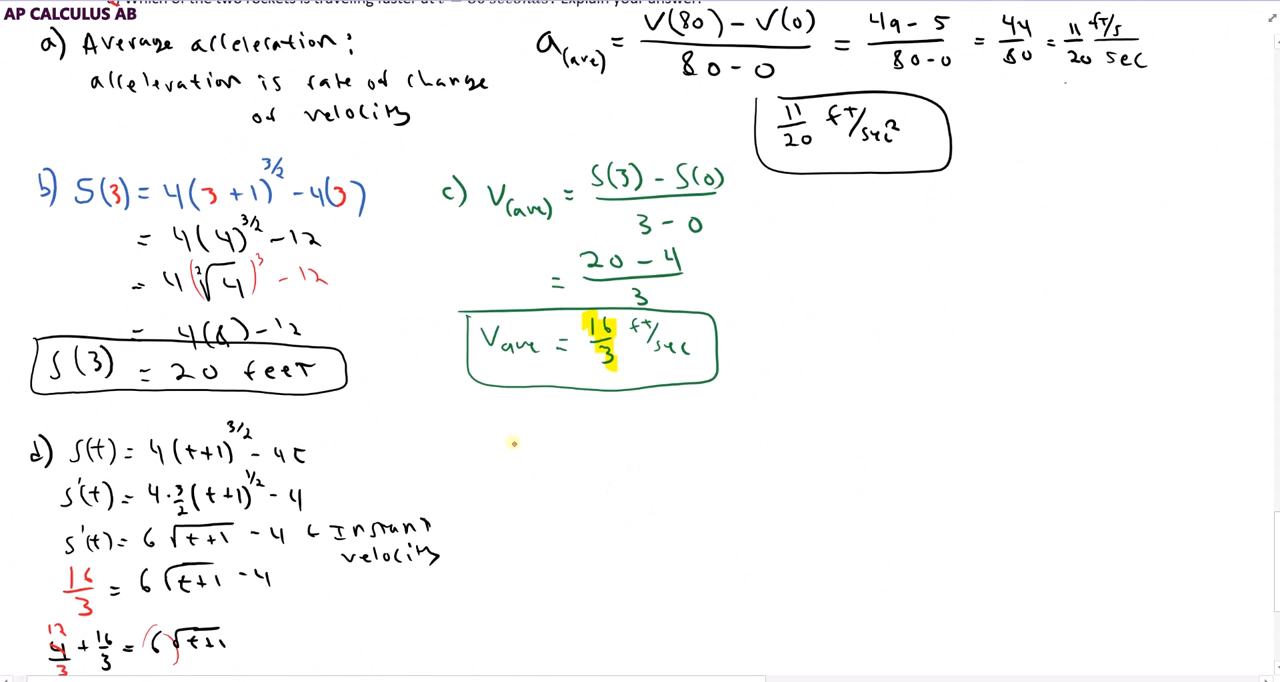 AP CALCULUS AB
a) Average acceleration:
acceleration is rate of change
of velocity
a(ave) = V(80) - V(0) / 80 - 0 = 49 - 5 / 80 - 0 = 44/80 = 11/20 ft/s / sec
11/20 ft/sec²
b) S(3) = 4(3 + 1)^3/2 - 4(3)
= 4(4)^3/2 - 12
= 4(²√4)^3 - 12
= 4(8) - 12
S(3) = 20 feet
c) V(ave) = S(3) - S(0) / 3 - 0
= 20 - 4 / 3
Vave = 16/3 ft/sec
d) S(t) = 4(t+1)^3/2 - 4t
S'(t) = 4·3/2(t+1)^1/2 - 4
S'(t) = 6√t+1 - 4 ← Instant
velocity
16/3 = 6√t+1 - 4
12/3 + 16/3 = 6√t+1